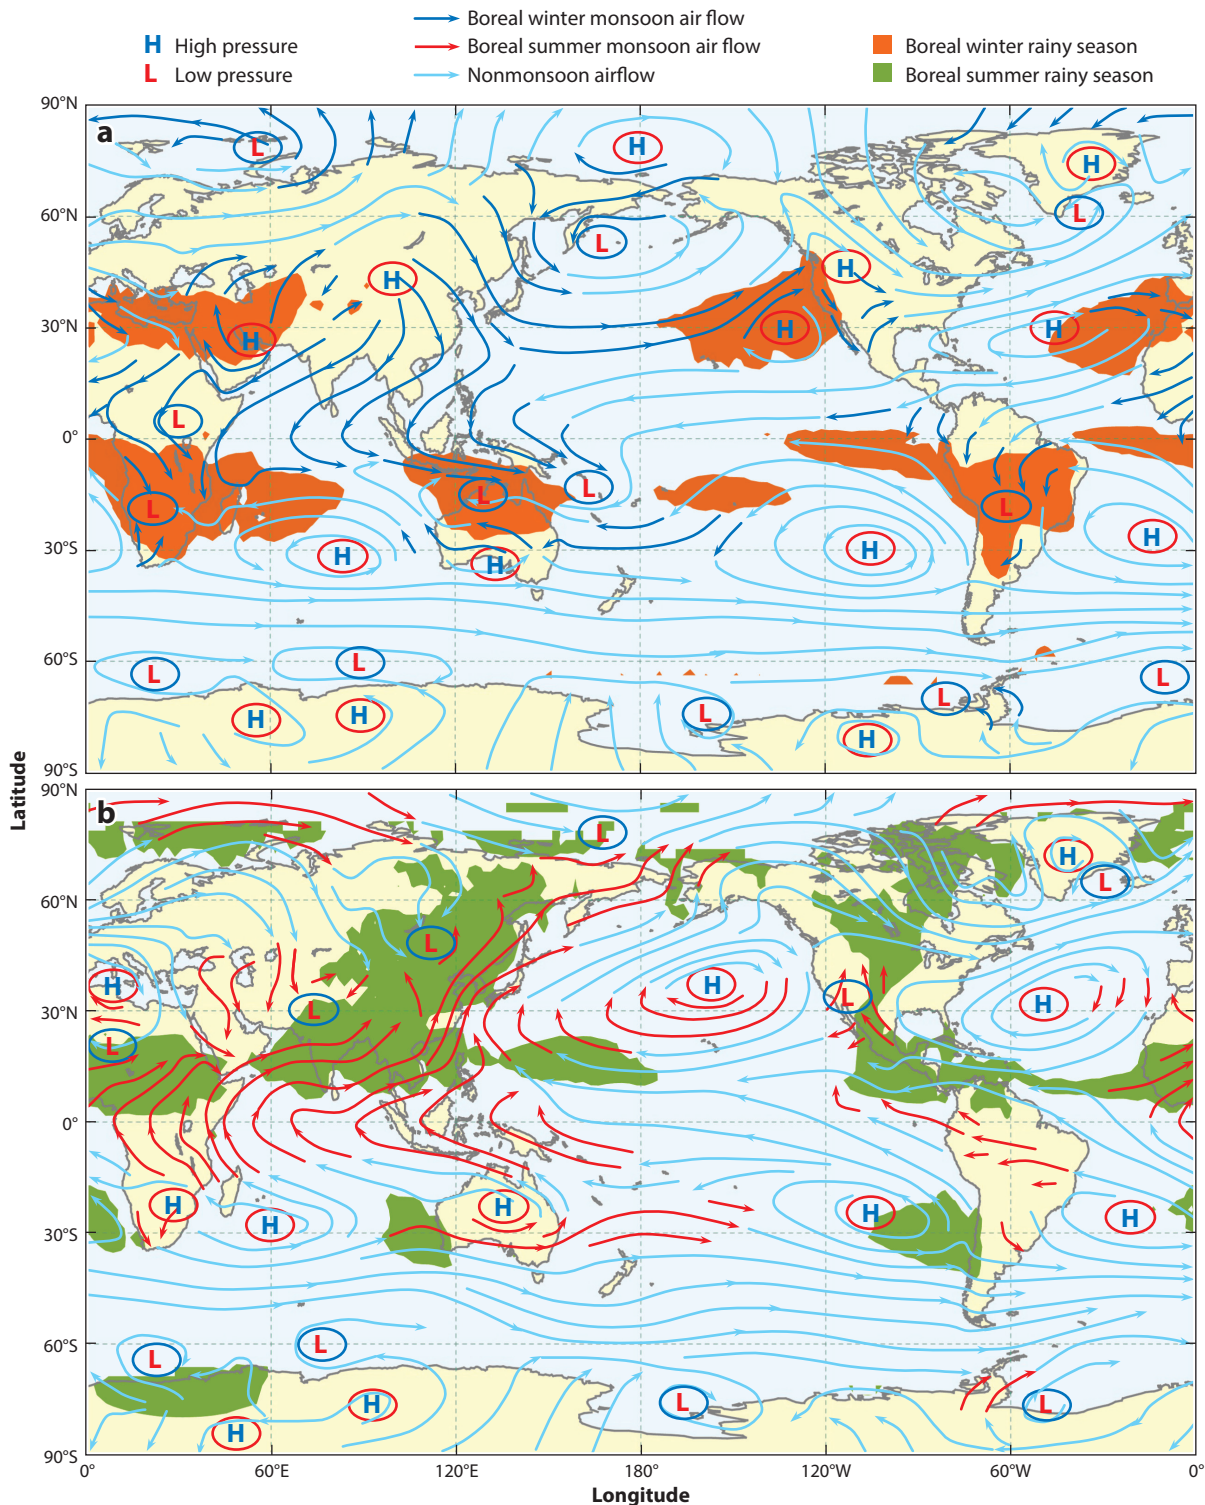 Boreal winter monsoon air flow
H High pressure
Boreal summer monsoon air flow
Boreal winter rainy season
L Low pressure
Nonmonsoon airflow
Boreal summer rainy season
90°N
a
L
H
H
60°N
L
L
H
H
30°N
H
H
H
L
0°
L
L
L
L
H
30°S
H
H
H
60°S
L
L
L
L
L
H
H
H
90°S
Latitude
90°N
b
L
H
L
60°N
L
H
H
L
H
L
30°N
L
0°
H
H
H
H
H
30°S
60°S
L
L
H
L
L
H
90°S
0°
60°E
120°E
180°
120°W
60°W
0°
Longitude